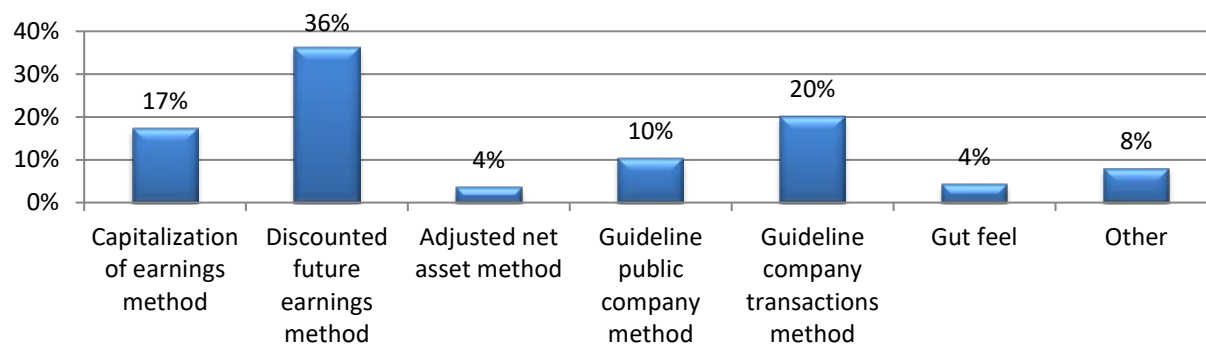 40%
30%
20%
10%
0%
17%
36%
4%
10%
20%
4%
8%
Capitalization
of earnings
method
Discounted
future
earnings
method
Adjusted net
asset method
Guideline
public
company
method
Guideline
company
transactions
method
Gut feel
Other